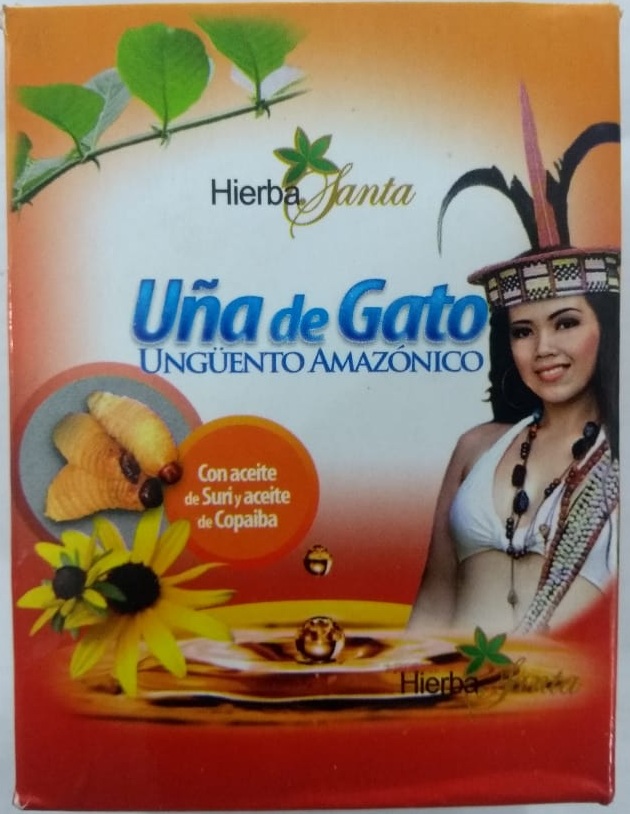 Hierba Santa
Uña de Gato
UNGÜENTO AMAZÓNICO
Con aceite
de Suri y aceite
de Copaiba
Hierba Santa